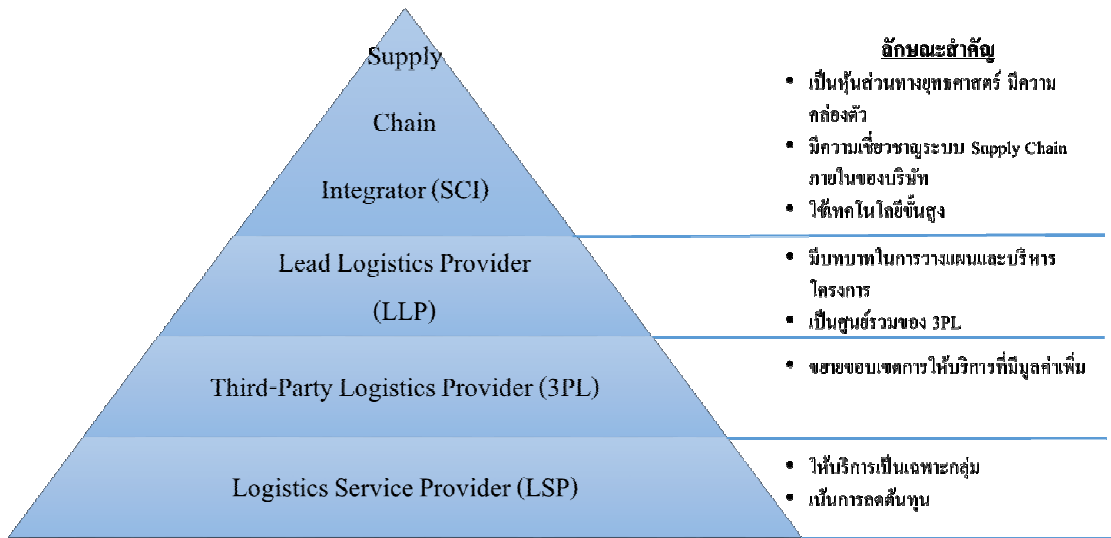 Supply
Chain
Integrator (SCI)
Lead Logistics Provider
(LLP)
Third-Party Logistics Provider (3PL)
Logistics Service Provider (LSP)
ลักษณะสำคัญ
• เป็นหุ้นส่วนทางยุทธศาสตร์ มีความ
คล่องตัว
• มีความเชี่ยวชาญระบบ Supply Chain
ภายในของบริษัท
• ใช้เทคโนโลยีขั้นสูง
• มีบทบาทในการวางแผนและบริหาร
โครงการ
• เป็นศูนย์รวมของ 3PL
• ขยายขอบเขตการให้บริการที่มีมูลค่าเพิ่ม
• ให้บริการเป็นเฉพาะกลุ่ม
• เน้นการลดต้นทุน